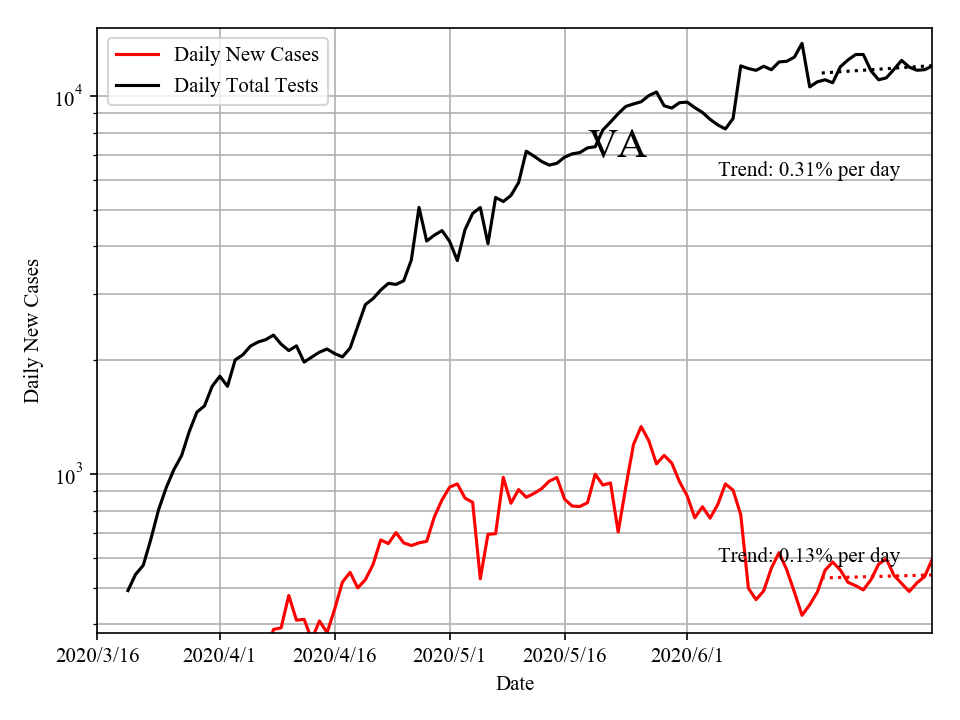 Daily New Cases
Daily Total Tests
10^4
VA
Trend: 0.31% per day
Daily New Cases
10^3
Trend: 0.13% per day
2020/3/16 2020/4/1 2020/4/16 2020/5/1 2020/5/16 2020/6/1
Date